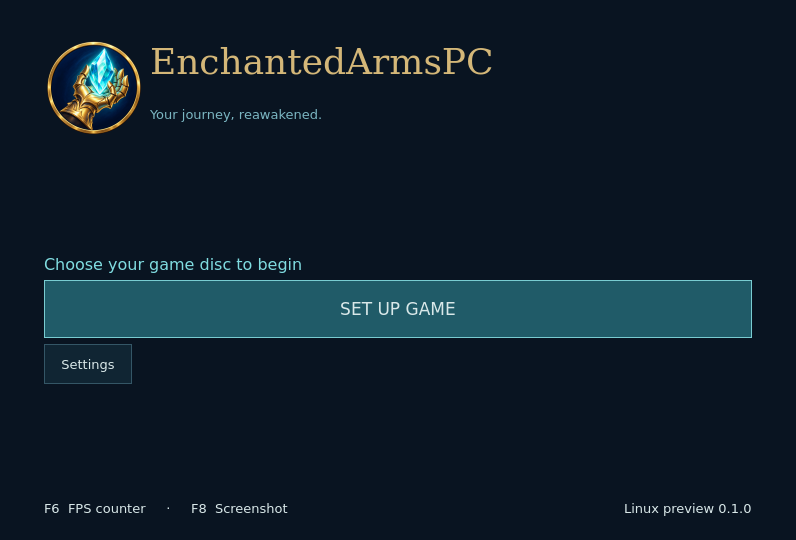 EnchantedArmsPC
Your journey, reawakened.
Choose your game disc to begin
SET UP GAME
Settings
F6 FPS counter · F8 Screenshot
Linux preview 0.1.0